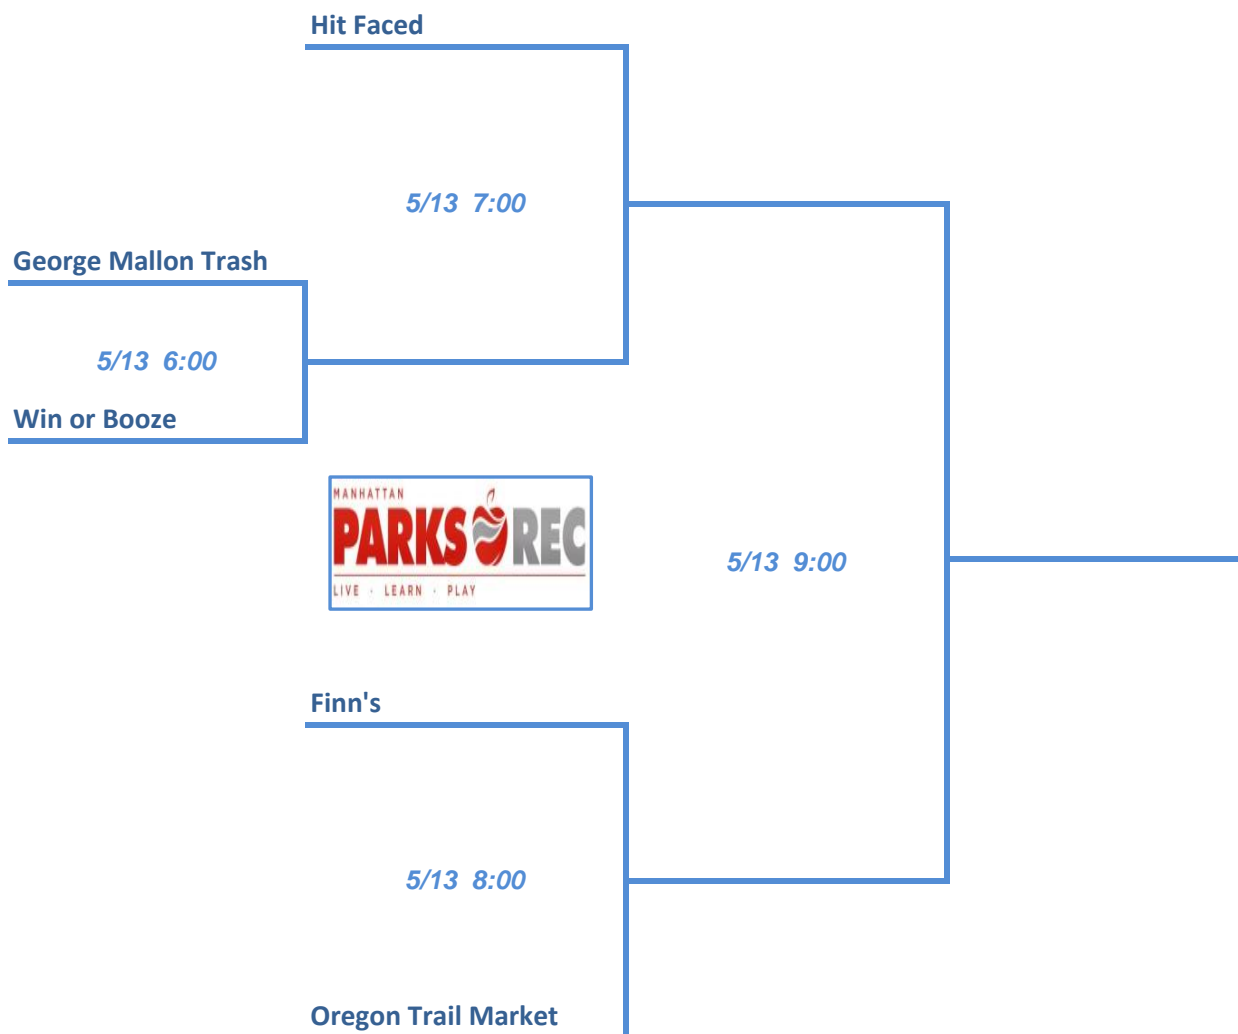 Hit Faced
5/13 7:00
George Mallon Trash
5/13 6:00
Win or Booze
MANHATTAN
PARKS REC
LIVE · LEARN · PLAY
5/13 9:00
Finn's
5/13 8:00
Oregon Trail Market